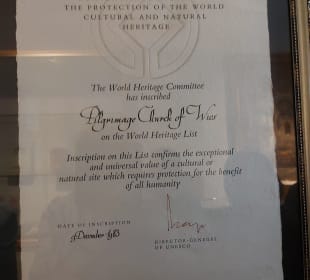 THE PROTECTION OF THE WORLD
CULTURAL AND NATURAL
HERITAGE
The World Heritage Committee
has inscribed
Pilgrimage Church of Wies
on the World Heritage List
Inscription on this List confirms the exceptional
and universal value of a cultural or
natural site which requires protection for the benefit
of all humanity
DATE OF INSCRIPTION
December 1983
DIRECTOR-GENERAL
OF UNESCO